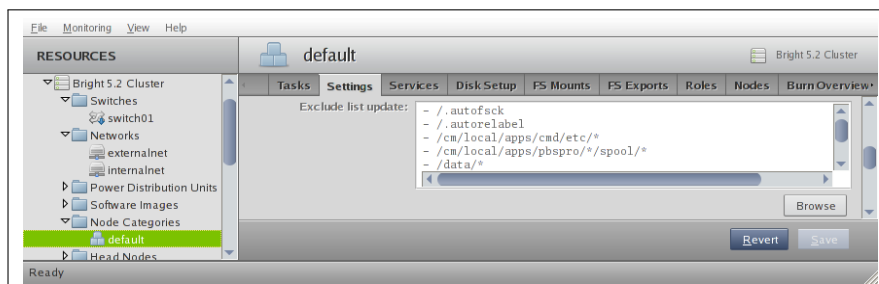 File Monitoring View Help
RESOURCES
default
Bright 5.2 Cluster
Bright 5.2 Cluster
Switches
switch01
Networks
externalnet
internalnet
Power Distribution Units
Software Images
Node Categories
default
Head Nodes
Tasks Settings Services Disk Setup FS Mounts FS Exports Roles Nodes Burn Overview
Exclude list update:
- /.autofsck
- /.autorelabel
- /cm/local/apps/cmd/etc/*
- /cm/local/apps/pbspro/*/spool/*
- /data/*
Browse
Revert Save
Ready